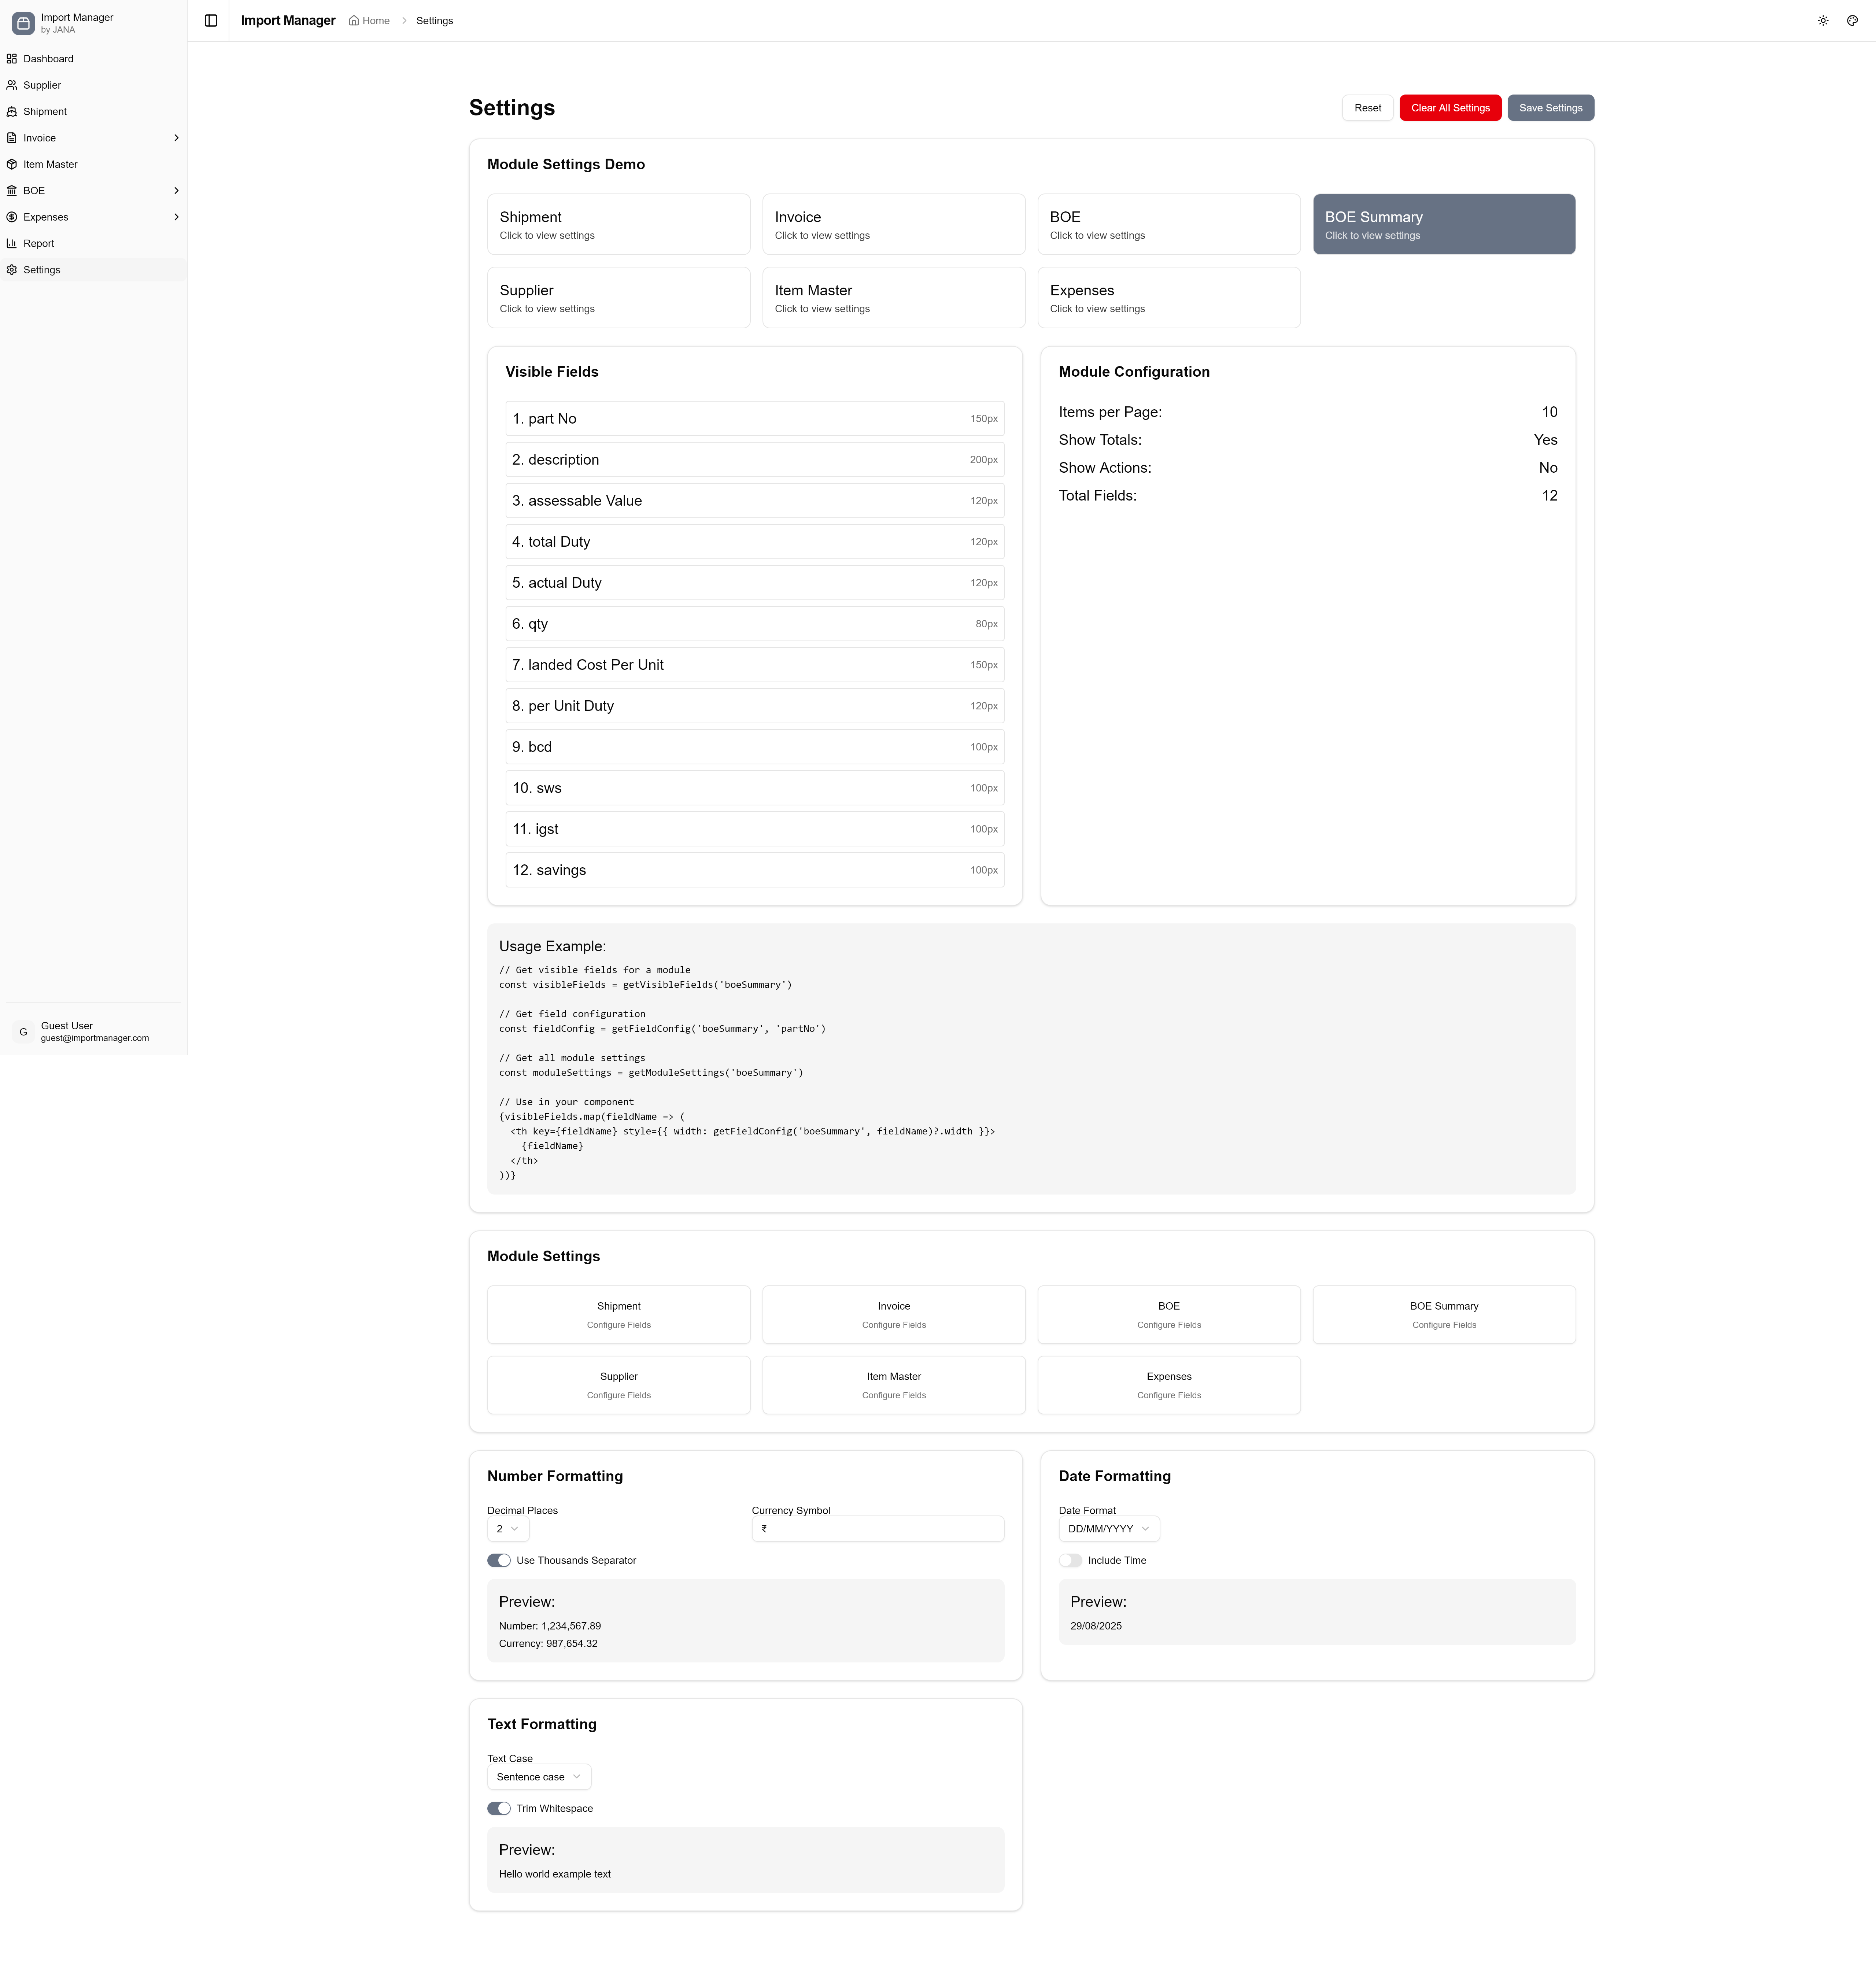 Import Manager
by JANA
Dashboard
Supplier
Shipment
Invoice
Item Master
BOE
Expenses
Report
Settings
G
Guest User
guest@importmanager.com
Import Manager
Home
Settings
Settings
Reset
Clear All Settings
Save Settings
Module Settings Demo
Shipment
Click to view settings
Invoice
Click to view settings
BOE
Click to view settings
BOE Summary
Click to view settings
Supplier
Click to view settings
Item Master
Click to view settings
Expenses
Click to view settings
Visible Fields
1. part No 150px
2. description 200px
3. assessable Value 120px
4. total Duty 120px
5. actual Duty 120px
6. qty 80px
7. landed Cost Per Unit 150px
8. per Unit Duty 120px
9. bcd 100px
10. sws 100px
11. igst 100px
12. savings 100px
Module Configuration
Items per Page: 10
Show Totals: Yes
Show Actions: No
Total Fields: 12
Usage Example:
// Get visible fields for a module
const visibleFields = getVisibleFields('boeSummary')
// Get field configuration
const fieldConfig = getFieldConfig('boeSummary', 'partNo')
// Get all module settings
const moduleSettings = getModuleSettings('boeSummary')
// Use in your component
{visibleFields.map(fieldName => (
<th key={fieldName} style={{ width: getFieldConfig('boeSummary', fieldName)?.width }}>
{fieldName}
</th>
))}
Module Settings
Shipment
Configure Fields
Invoice
Configure Fields
BOE
Configure Fields
BOE Summary
Configure Fields
Supplier
Configure Fields
Item Master
Configure Fields
Expenses
Configure Fields
Number Formatting
Decimal Places
2
Currency Symbol
₹
Use Thousands Separator
Preview:
Number: 1,234,567.89
Currency: 987,654.32
Date Formatting
Date Format
DD/MM/YYYY
Include Time
Preview:
29/08/2025
Text Formatting
Text Case
Sentence case
Trim Whitespace
Preview:
Hello world example text